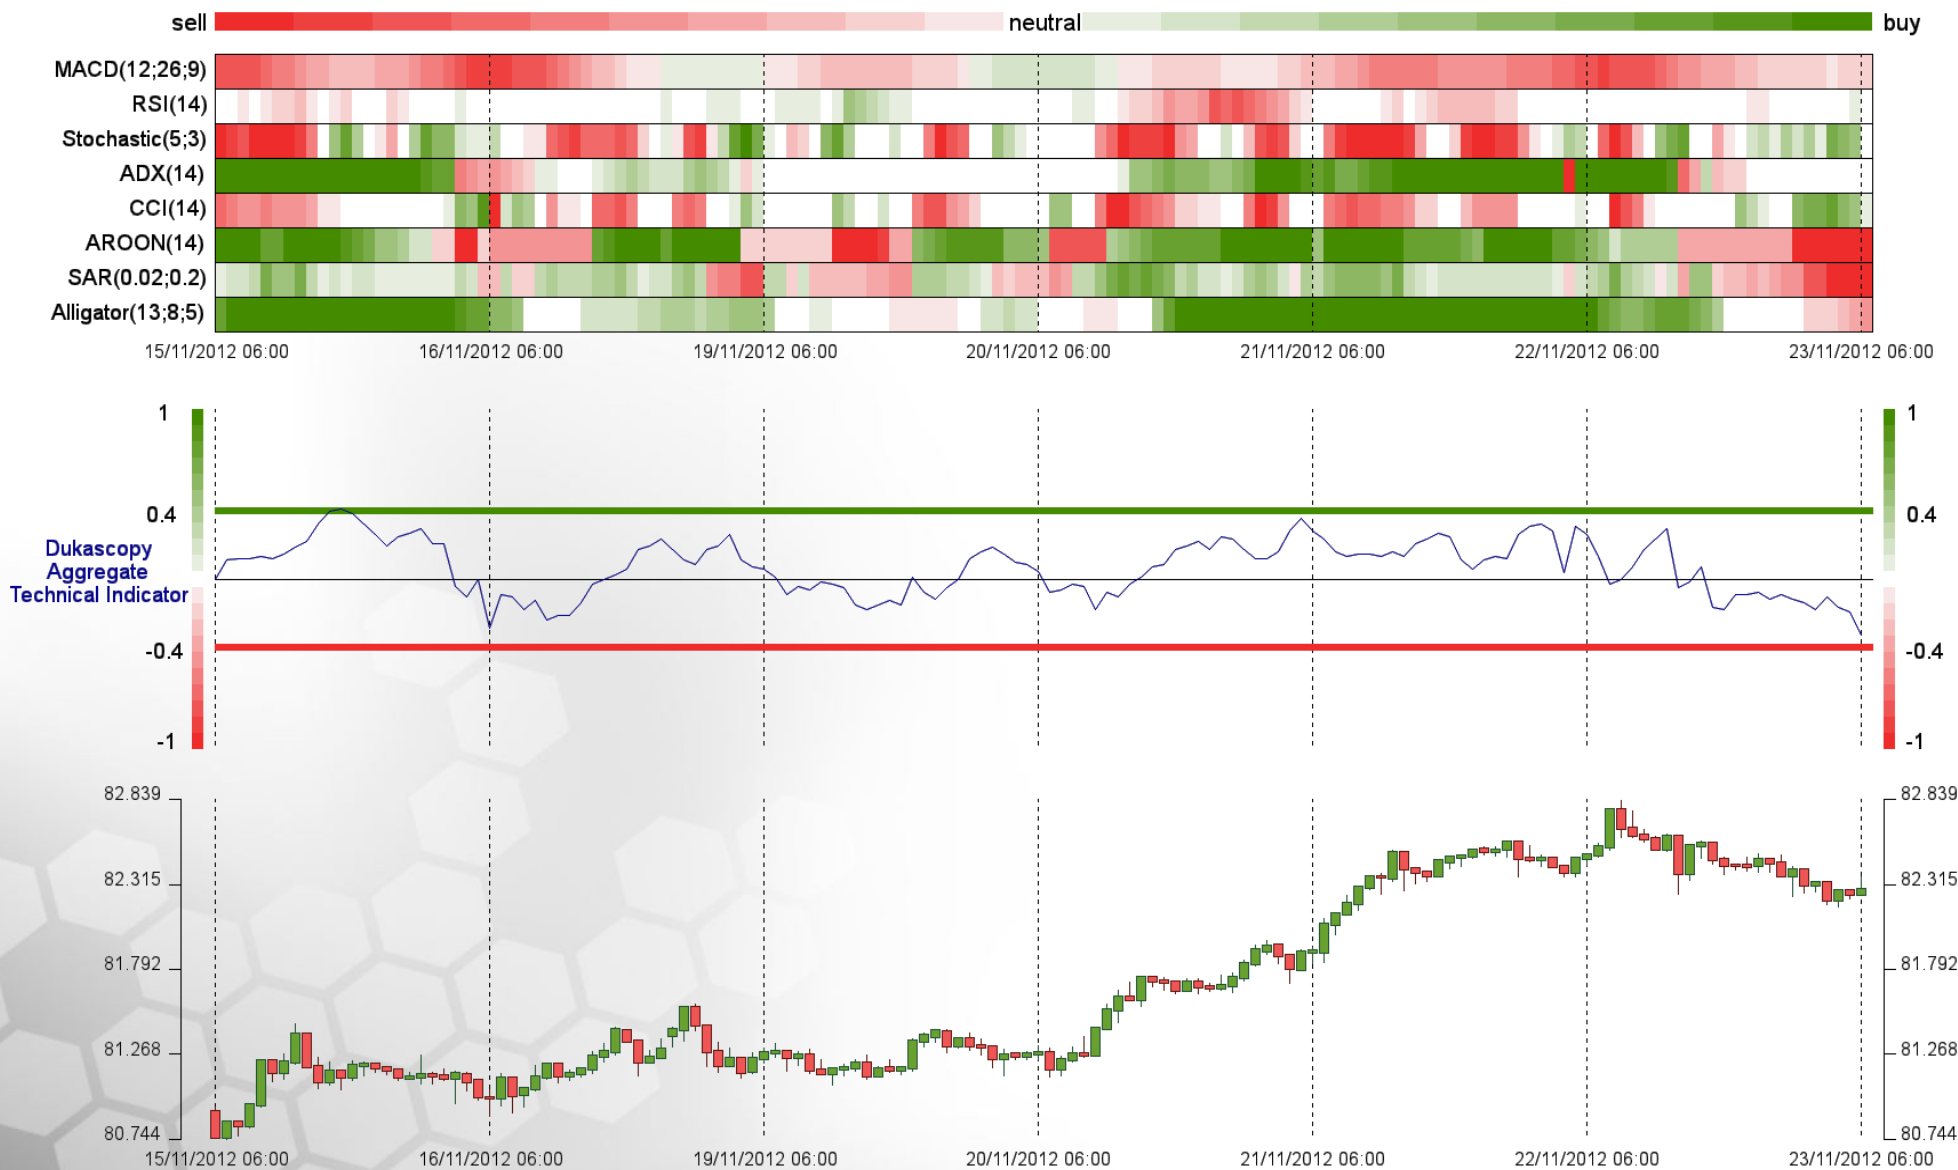 sell neutral buy
MACD(12;26;9)
RSI(14)
Stochastic(5;3)
ADX(14)
CCI(14)
AROON(14)
SAR(0.02;0.2)
Alligator(13;8;5)
15/11/2012 06:00 16/11/2012 06:00 19/11/2012 06:00 20/11/2012 06:00 21/11/2012 06:00 22/11/2012 06:00 23/11/2012 06:00
1 1
0.4 0.4
Dukascopy
Aggregate
Technical Indicator
-0.4 -0.4
-1 -1
82.839 82.839
82.315 82.315
81.792 81.792
81.268 81.268
80.744 80.744
15/11/2012 06:00 16/11/2012 06:00 19/11/2012 06:00 20/11/2012 06:00 21/11/2012 06:00 22/11/2012 06:00 23/11/2012 06:00